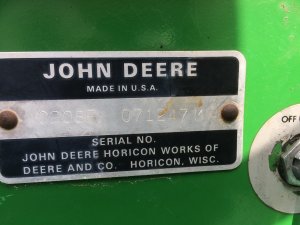 JOHN DEERE
MADE IN U.S.A.
SERIAL NO.
JOHN DEERE HORICON WORKS OF
DEERE AND CO. HORICON, WISC.
OFF